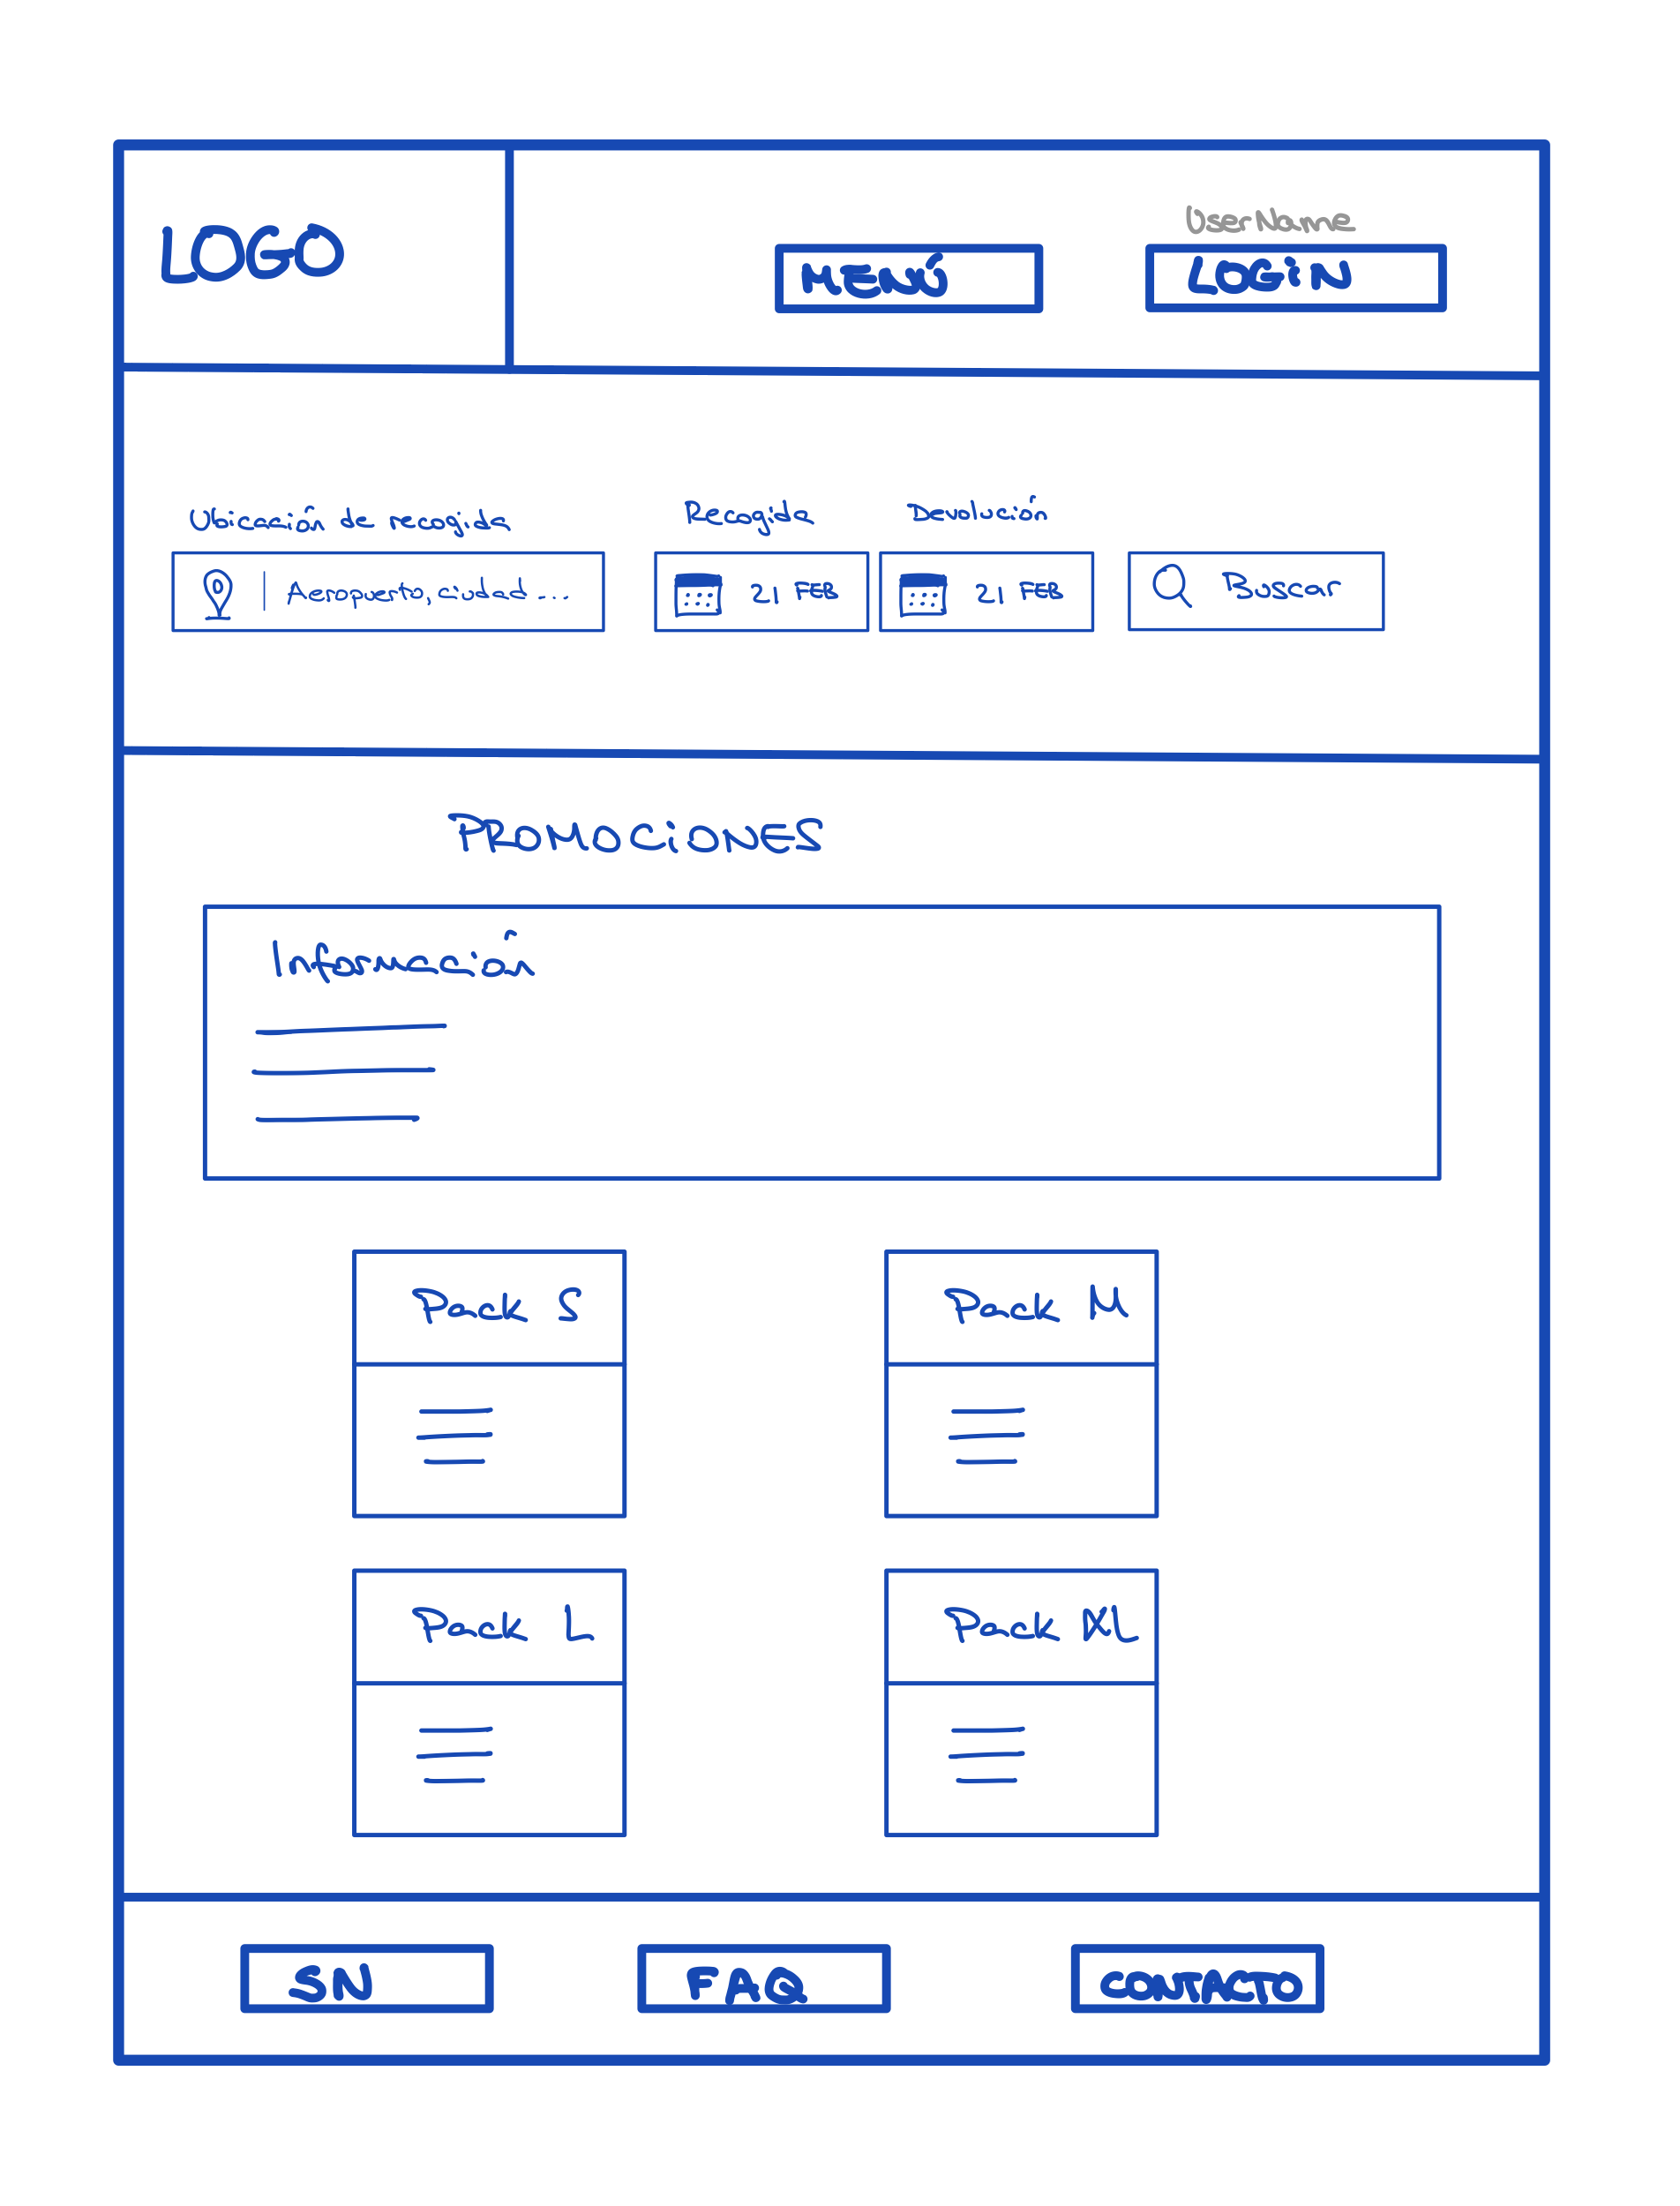 LOGO
UserName
MENÚ
LOGIN
Ubicación de recogida
Recogida
Devolución
Aeropuerto, ciudad...
21 FEB
21 FEB
Buscar
PROMOCIONES
Información
Pack S
Pack M
Pack L
Pack XL
SN
FAQ
CONTACTO